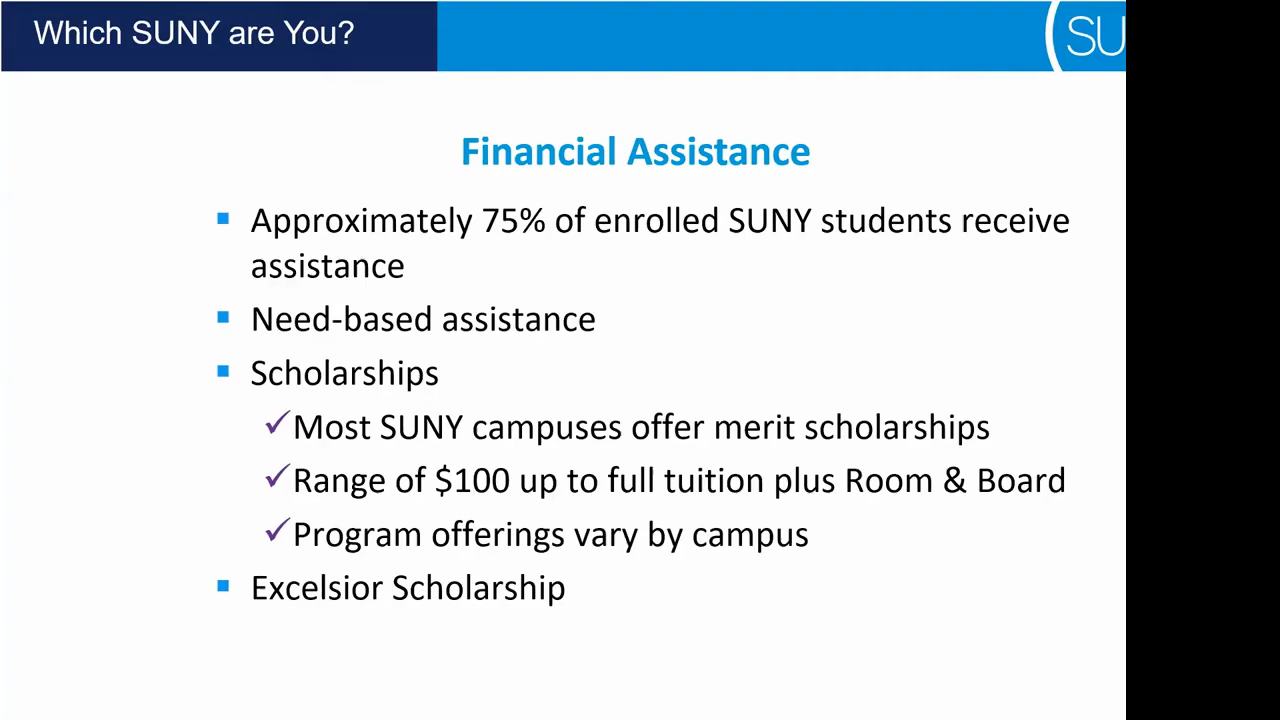 Which SUNY are You?
SU
Financial Assistance
Approximately 75% of enrolled SUNY students receive
assistance
Need-based assistance
Scholarships
Most SUNY campuses offer merit scholarships
Range of $100 up to full tuition plus Room & Board
Program offerings vary by campus
Excelsior Scholarship